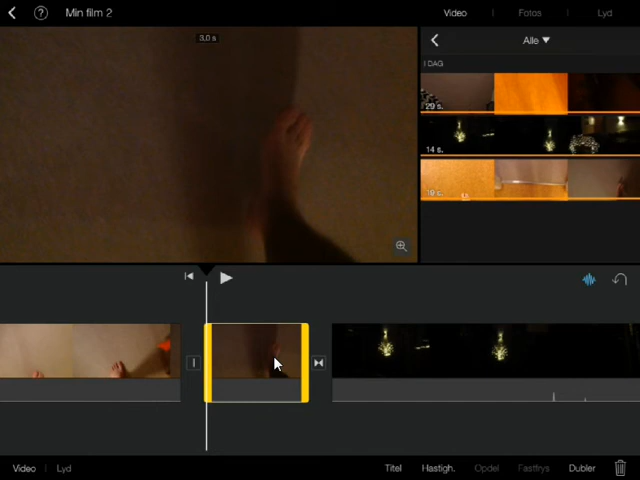 ? Min film 2 Video Fotos Lyd
3,0 s
Alle
I DAG
29 s.
14 s.
19 s.
Video Lyd Titel Hastigh. Opdel Fastfrys Dubler